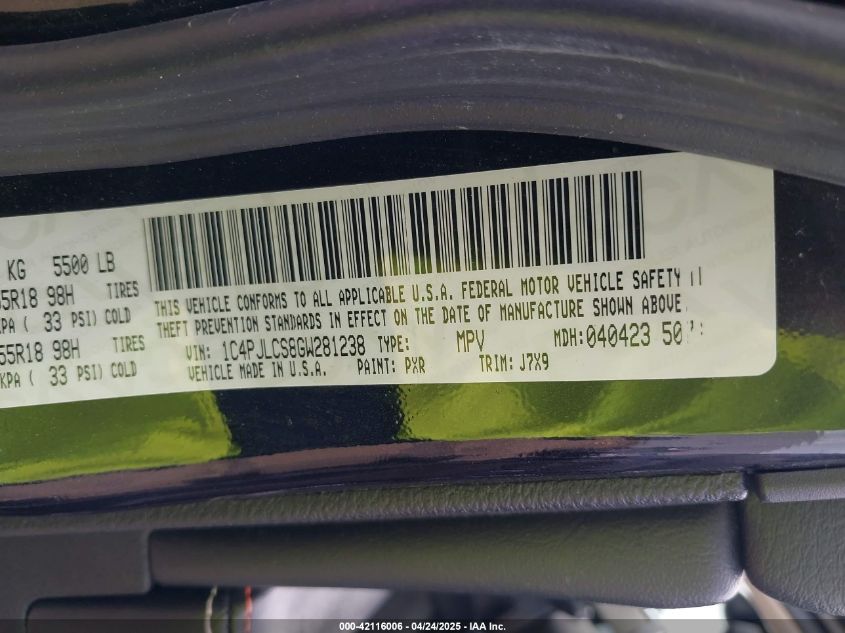 KG 5500 LB
55R18 98H TIRES
KPA ( 33 PSI) COLD
55R18 98H TIRES
KPA ( 33 PSI) COLD
THIS VEHICLE CONFORMS TO ALL APPLICABLE U.S.A. FEDERAL MOTOR VEHICLE SAFETY
THEFT PREVENTION STANDARDS IN EFFECT ON THE DATE OF MANUFACTURE SHOWN ABOVE.
VIN: 1C4PJLCS8GW281238 TYPE: MPV MDH:040423 50
VEHICLE MADE IN U.S.A. PAINT: PXR TRIM: J7X9
000-42116006 - 04/24/2025 - IAA Inc.